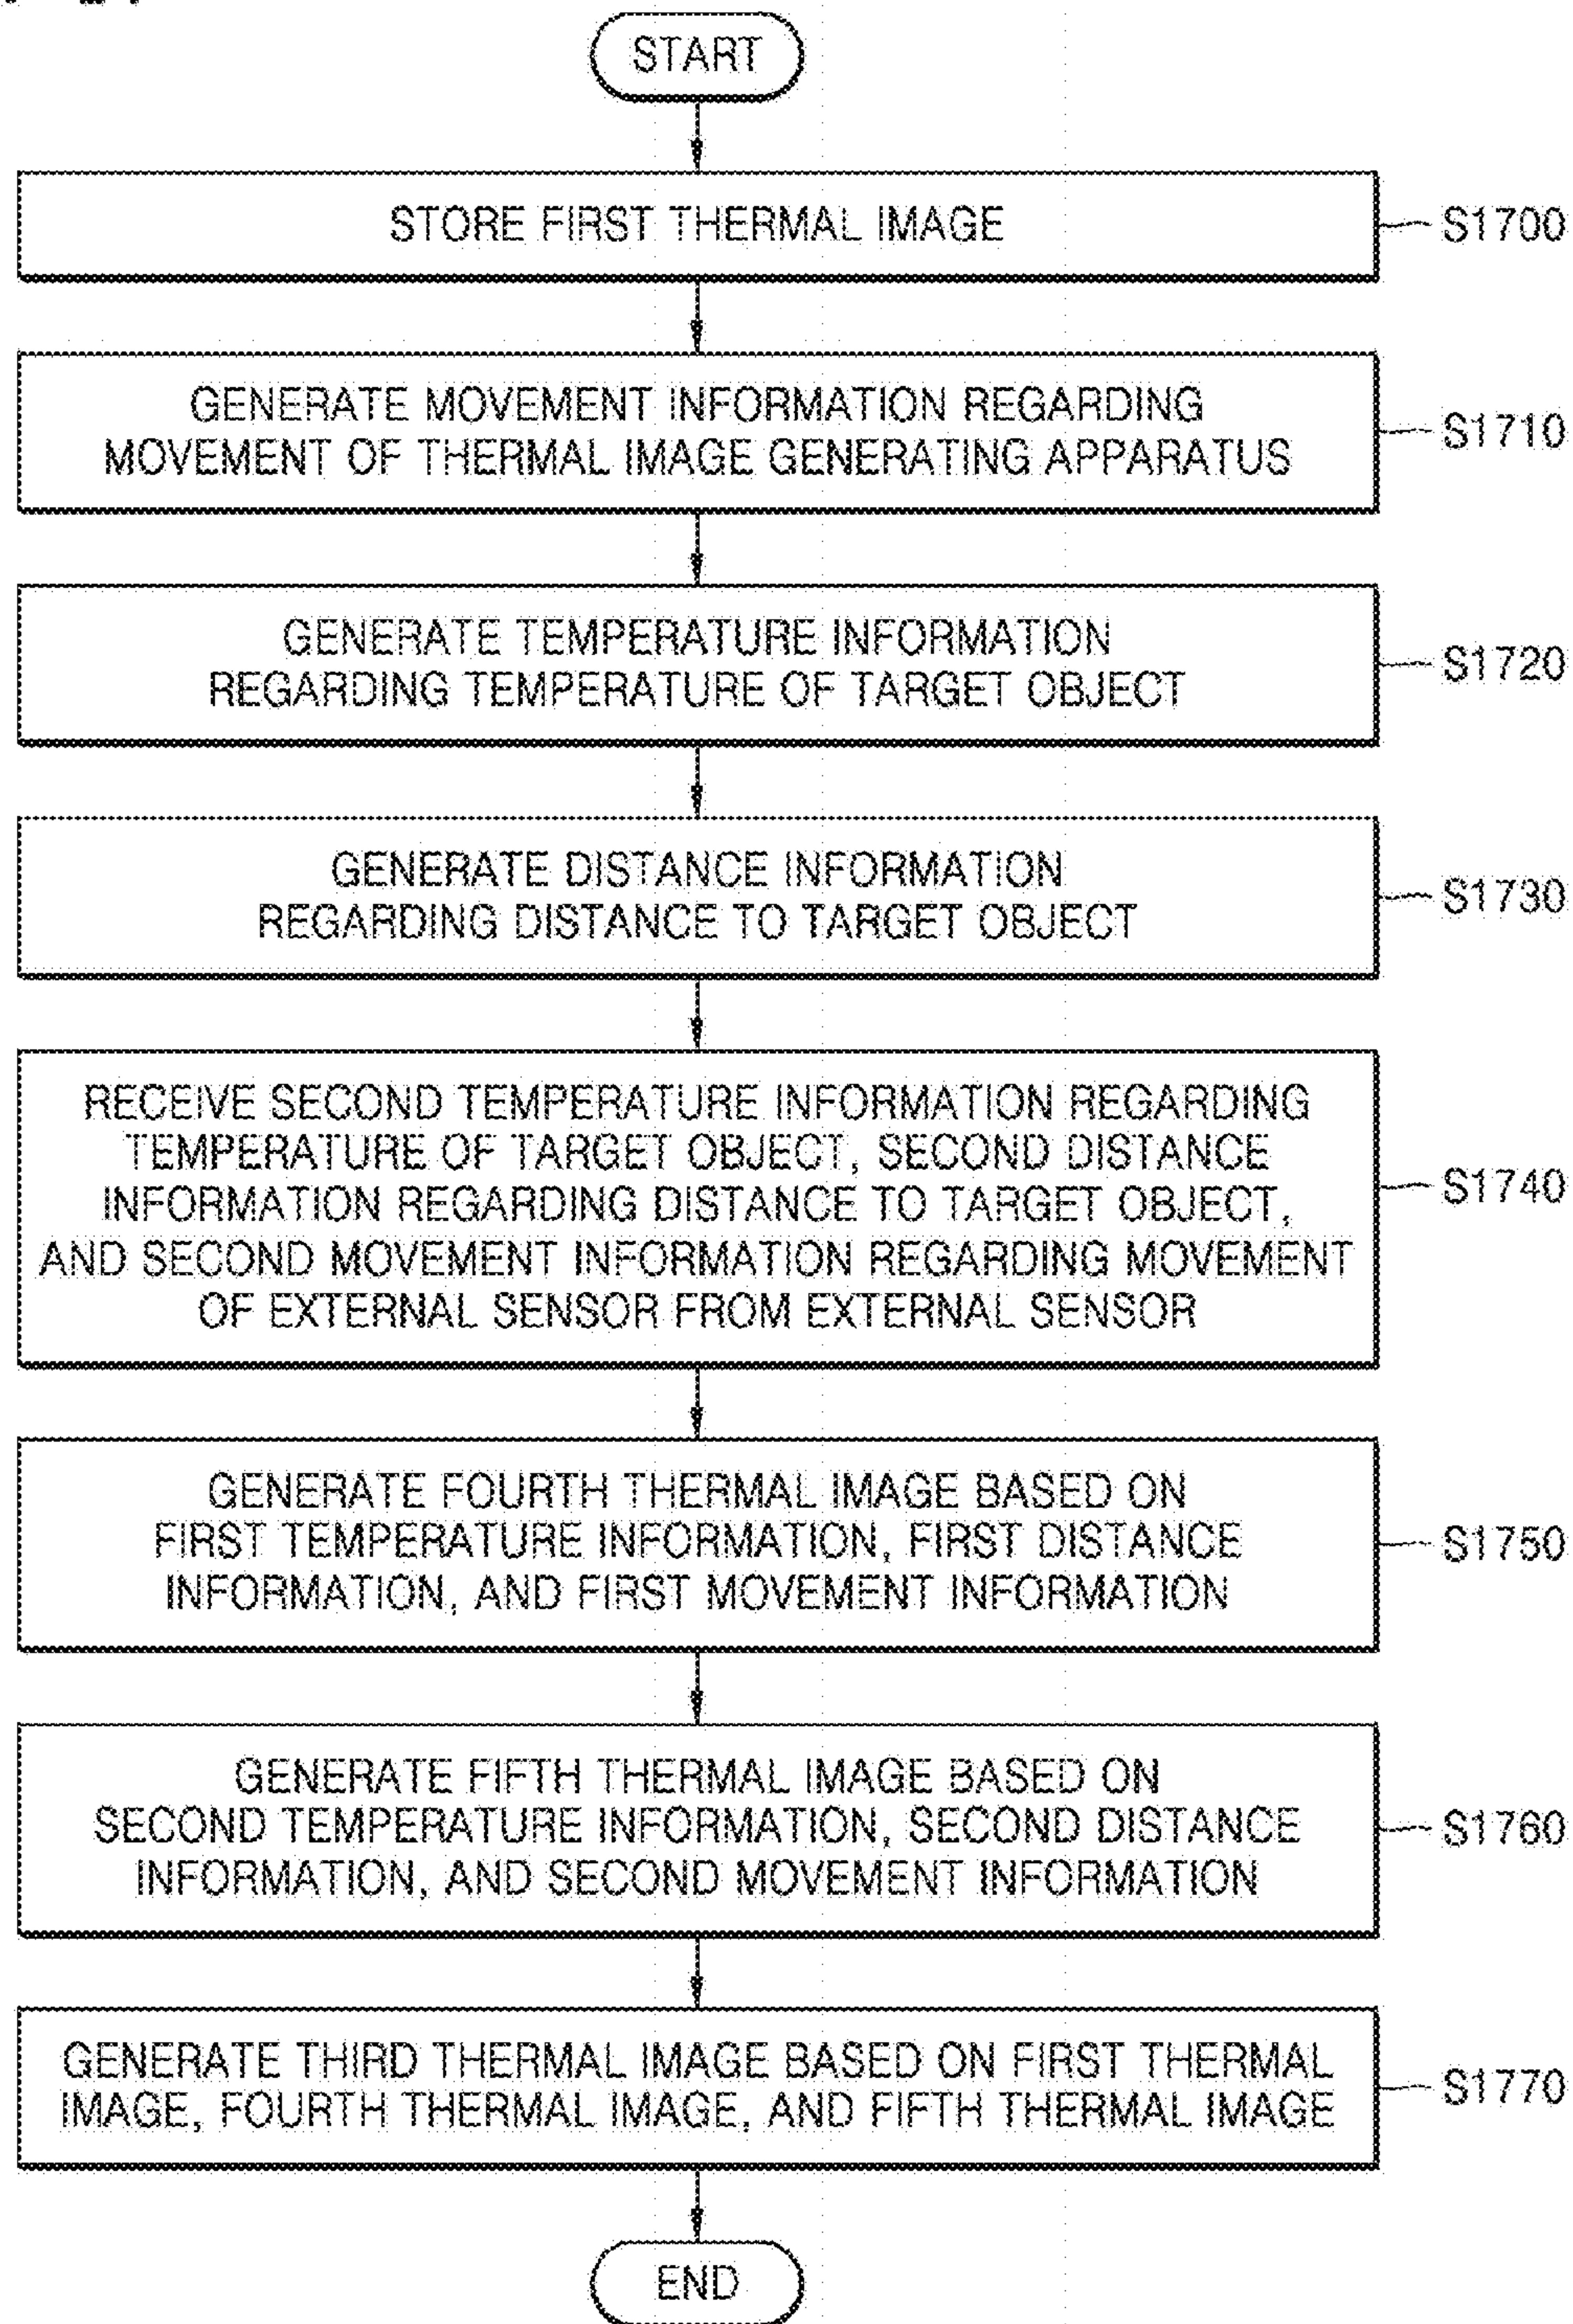 START
STORE FIRST THERMAL IMAGE
S1700
GENERATE MOVEMENT INFORMATION REGARDING
MOVEMENT OF THERMAL IMAGE GENERATING APPARATUS
S1710
GENERATE TEMPERATURE INFORMATION
REGARDING TEMPERATURE OF TARGET OBJECT
S1720
GENERATE DISTANCE INFORMATION
REGARDING DISTANCE TO TARGET OBJECT
S1730
RECEIVE SECOND TEMPERATURE INFORMATION REGARDING
TEMPERATURE OF TARGET OBJECT, SECOND DISTANCE
INFORMATION REGARDING DISTANCE TO TARGET OBJECT,
AND SECOND MOVEMENT INFORMATION REGARDING MOVEMENT
OF EXTERNAL SENSOR FROM EXTERNAL SENSOR
S1740
GENERATE FOURTH THERMAL IMAGE BASED ON
FIRST TEMPERATURE INFORMATION, FIRST DISTANCE
INFORMATION, AND FIRST MOVEMENT INFORMATION
S1750
GENERATE FIFTH THERMAL IMAGE BASED ON
SECOND TEMPERATURE INFORMATION, SECOND DISTANCE
INFORMATION, AND SECOND MOVEMENT INFORMATION
S1760
GENERATE THIRD THERMAL IMAGE BASED ON FIRST THERMAL
IMAGE, FOURTH THERMAL IMAGE, AND FIFTH THERMAL IMAGE
S1770
END